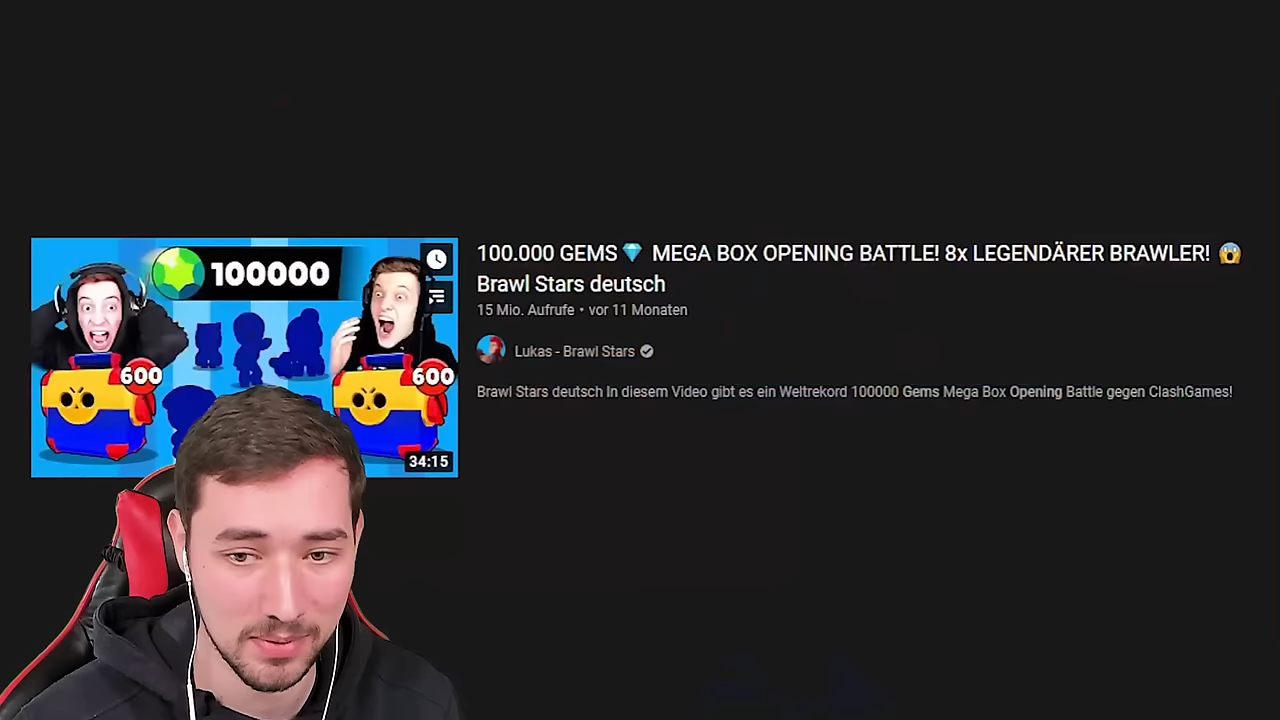 100000
600
600
34:15
100.000 GEMS💎 MEGA BOX OPENING BATTLE! 8x LEGENDÄRER BRAWLER! 😱
Brawl Stars deutsch
15 Mio. Aufrufe • vor 11 Monaten
Lukas - Brawl Stars
Brawl Stars deutsch In diesem Video gibt es ein Weltrekord 100000 Gems Mega Box Opening Battle gegen ClashGames!